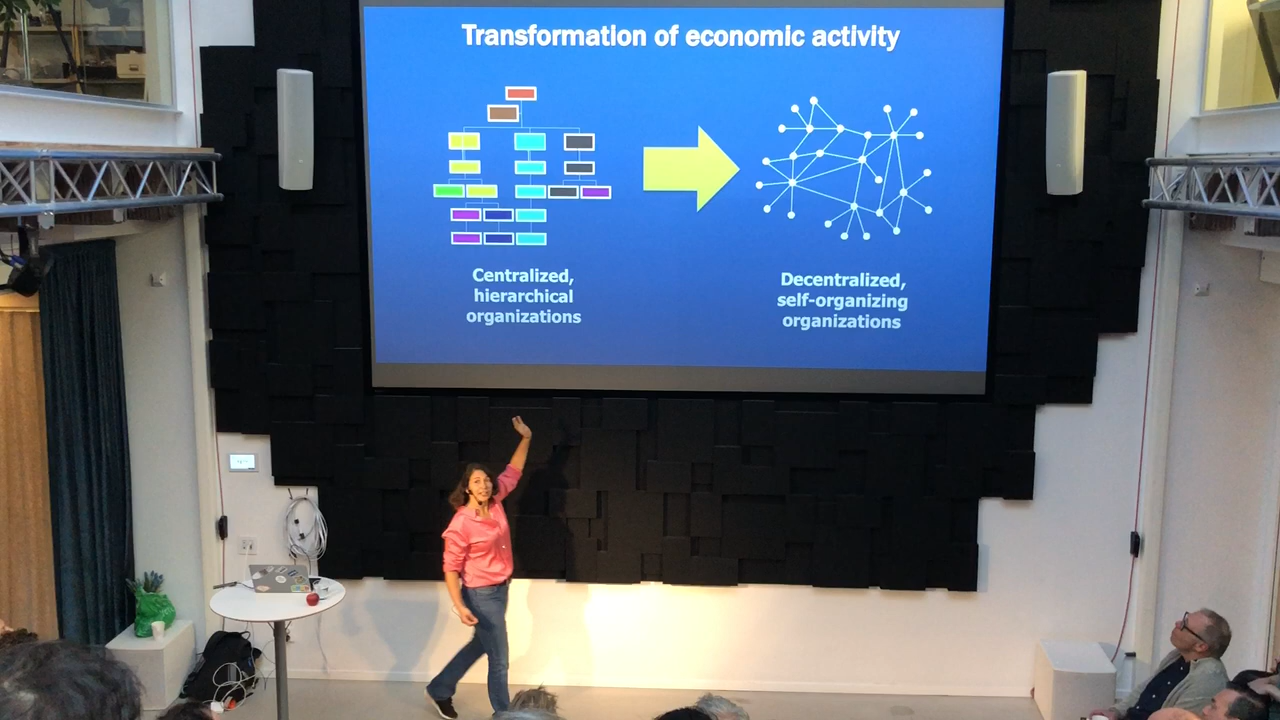 Transformation of economic activity
Centralized,
hierarchical
organizations
Decentralized,
self-organizing
organizations